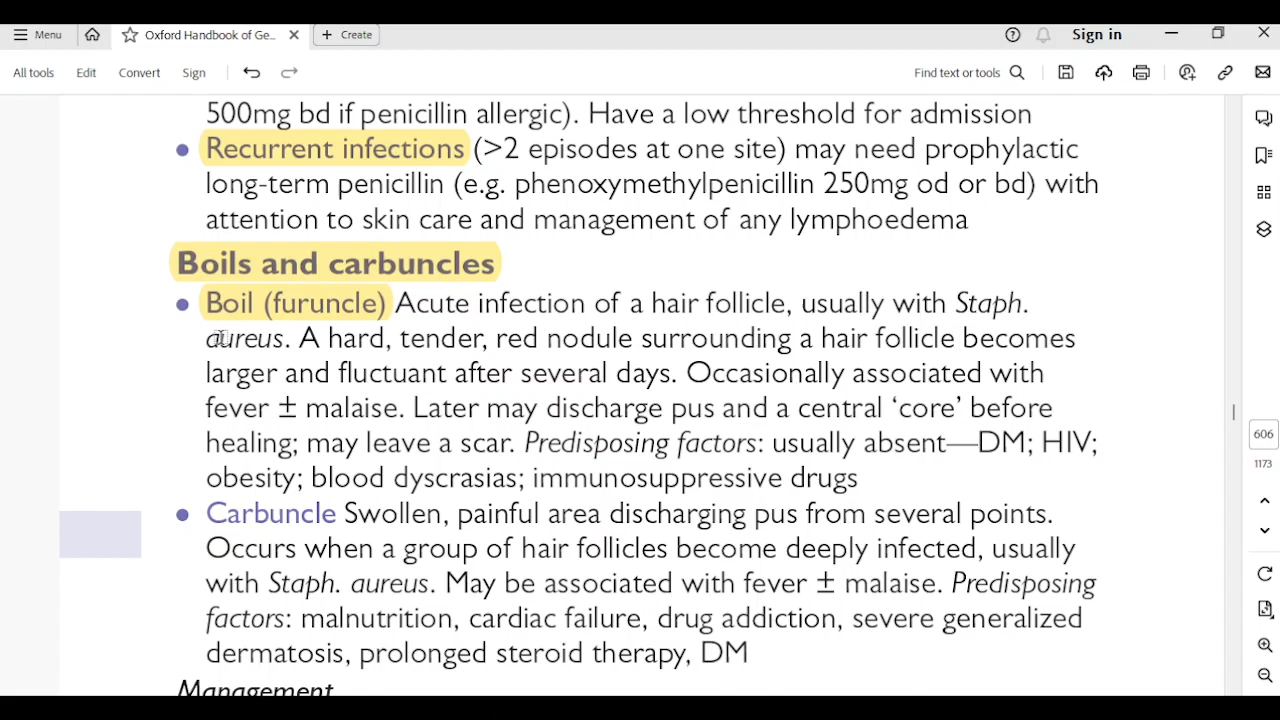 Menu
Oxford Handbook of Ge...
Create
Sign in
All tools
Edit
Convert
Sign
Find text or tools
500mg bd if penicillin allergic). Have a low threshold for admission
• Recurrent infections (>2 episodes at one site) may need prophylactic
long-term penicillin (e.g. phenoxymethylpenicillin 250mg od or bd) with
attention to skin care and management of any lymphoedema
Boils and carbuncles
• Boil (furuncle) Acute infection of a hair follicle, usually with Staph.
aureus. A hard, tender, red nodule surrounding a hair follicle becomes
larger and fluctuant after several days. Occasionally associated with
fever ± malaise. Later may discharge pus and a central ‘core’ before
healing; may leave a scar. Predisposing factors: usually absent—DM; HIV;
obesity; blood dyscrasias; immunosuppressive drugs
• Carbuncle Swollen, painful area discharging pus from several points.
Occurs when a group of hair follicles become deeply infected, usually
with Staph. aureus. May be associated with fever ± malaise. Predisposing
factors: malnutrition, cardiac failure, drug addiction, severe generalized
dermatosis, prolonged steroid therapy, DM
Management
606
1173